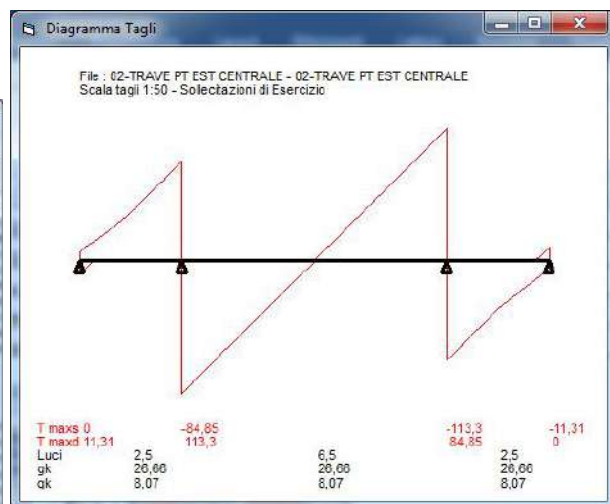 Diagramma Tagli
File : 02-TRAVE PT EST CENTRALE - 02-TRAVE PT EST CENTRALE
Scala tagli 1:50 - Sollecitazioni di Esercizio
T maxs 0 -84,85 -113,3 -11,31
T maxd 11,31 113,3 84,85 0
Luci 2,5 6,5 2,5
gk 26,66 26,66 26,66
qk 8,07 8,07 8,07